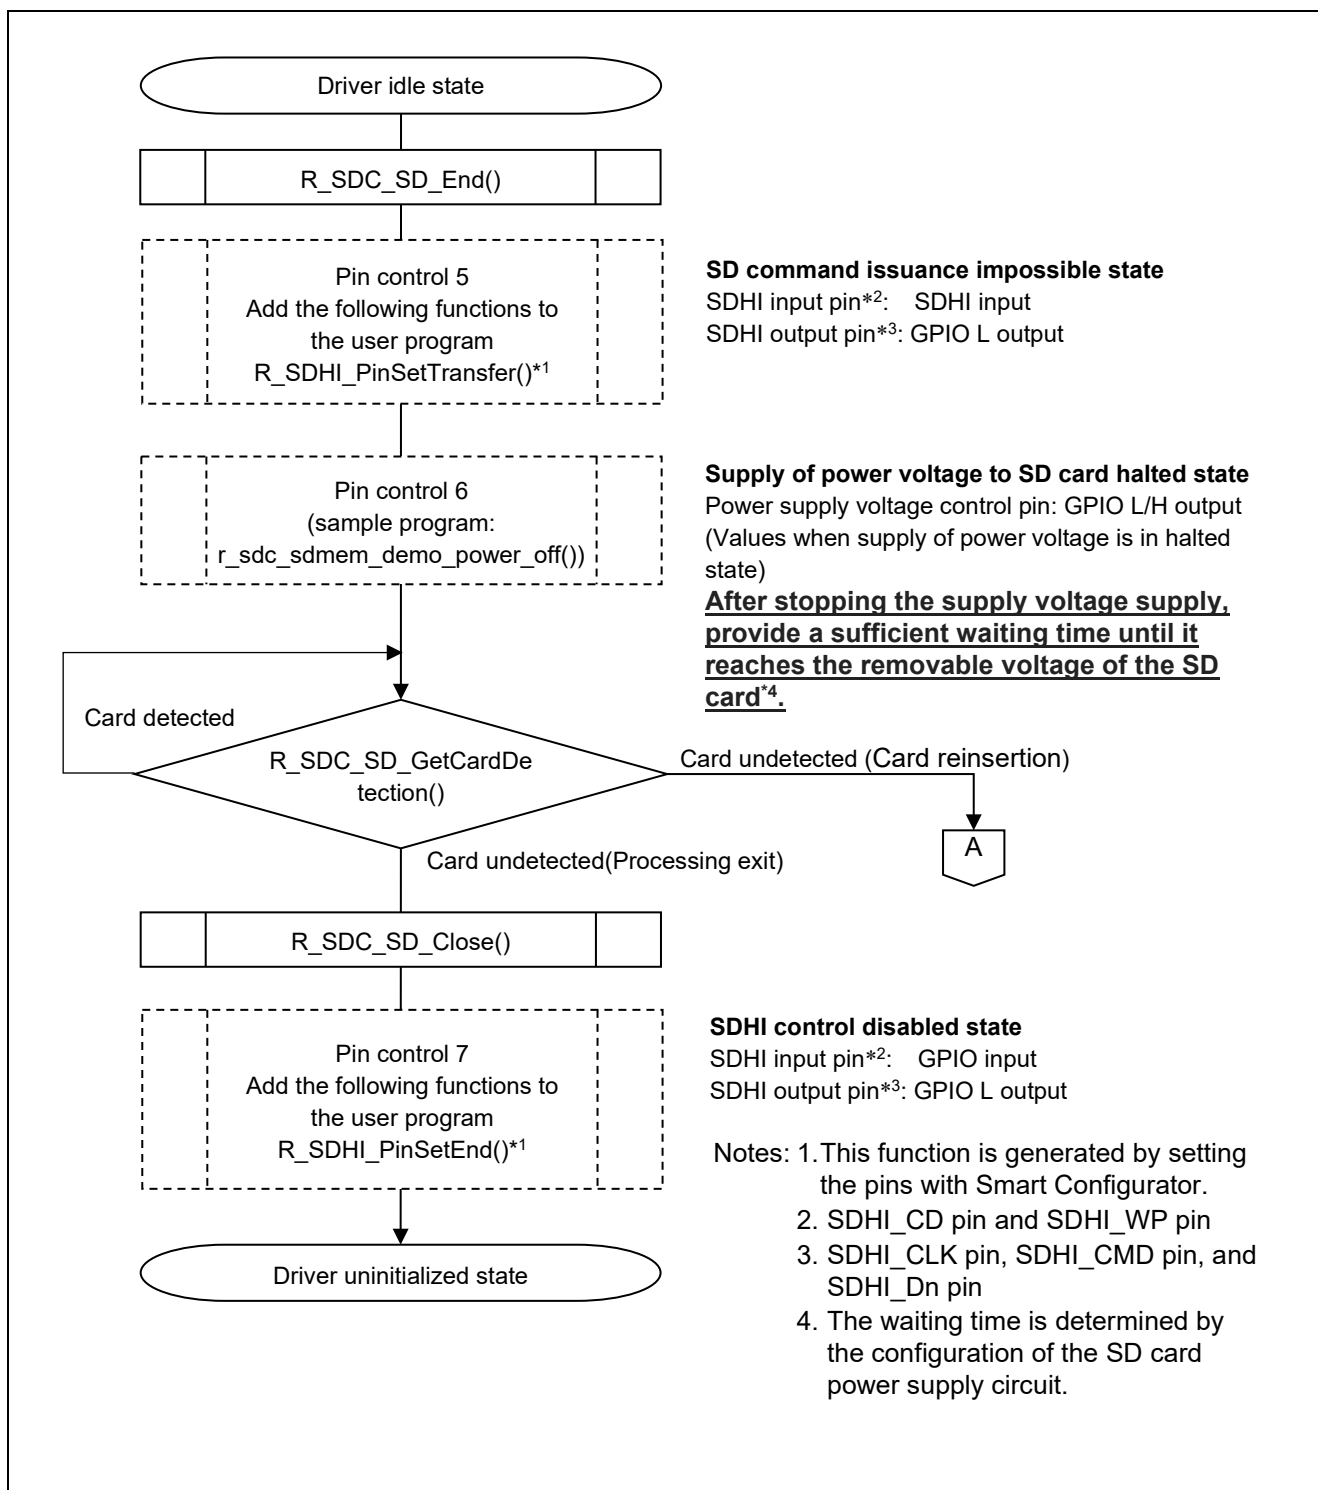 Driver idle state
R_SDC_SD_End()
Pin control 5
Add the following functions to
the user program
R_SDHI_PinSetTransfer()*1
SD command issuance impossible state
SDHI input pin*2: SDHI input
SDHI output pin*3: GPIO L output
Pin control 6
(sample program:
r_sdc_sdmem_demo_power_off())
Supply of power voltage to SD card halted state
Power supply voltage control pin: GPIO L/H output
(Values when supply of power voltage is in halted
state)
After stopping the supply voltage supply,
provide a sufficient waiting time until it
reaches the removable voltage of the SD
card*4.
Card detected
R_SDC_SD_GetCardDe
tection()
Card undetected (Card reinsertion)
A
Card undetected(Processing exit)
R_SDC_SD_Close()
Pin control 7
Add the following functions to
the user program
R_SDHI_PinSetEnd()*1
SDHI control disabled state
SDHI input pin*2: GPIO input
SDHI output pin*3: GPIO L output
Driver uninitialized state
Notes: 1.This function is generated by setting
the pins with Smart Configurator.
2. SDHI_CD pin and SDHI_WP pin
3. SDHI_CLK pin, SDHI_CMD pin, and
SDHI_Dn pin
4. The waiting time is determined by
the configuration of the SD card
power supply circuit.